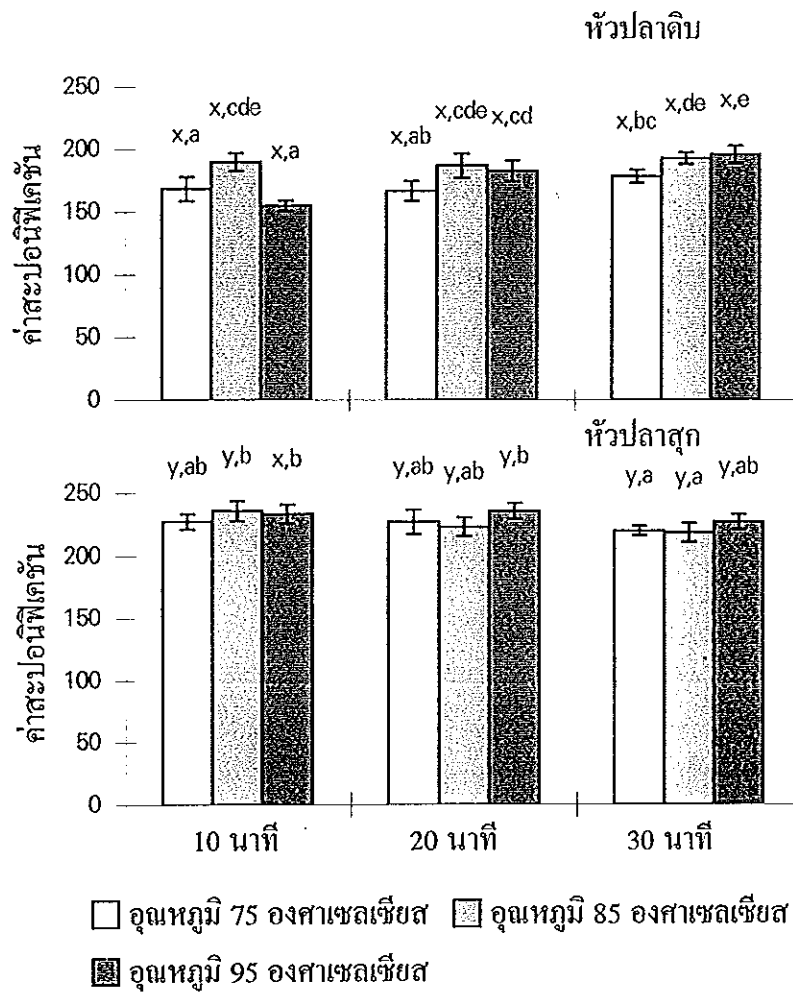 หัวปลาดิบ
ค่าสะปอนิฟิเคชัน
250
200
150
100
50
0
x,a x,cde x,a
x,ab x,cde x,cd
x,bc x,de x,e
หัวปลาสุก
ค่าสะปอนิฟิเคชัน
250
200
150
100
50
0
y,ab y,b x,b
y,ab y,ab y,b
y,a y,a y,ab
10 นาที 20 นาที 30 นาที
อุณหภูมิ 75 องศาเซลเซียส อุณหภูมิ 85 องศาเซลเซียส
อุณหภูมิ 95 องศาเซลเซียส